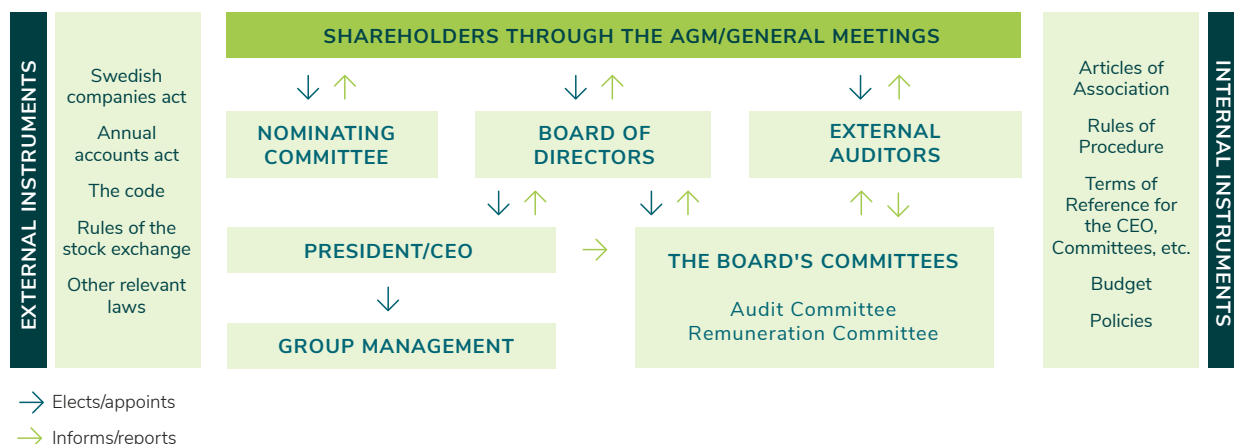 EXTERNAL INSTRUMENTS
Swedish
companies act
Annual
accounts act
The code
Rules of the
stock exchange
Other relevant
laws
SHAREHOLDERS THROUGH THE AGM/GENERAL MEETINGS
NOMINATING
COMMITTEE
BOARD OF
DIRECTORS
EXTERNAL
AUDITORS
PRESIDENT/CEO
THE BOARD'S COMMITTEES
Audit Committee
Remuneration Committee
GROUP MANAGEMENT
Articles of
Association
Rules of
Procedure
Terms of
Reference for
the CEO,
Committees, etc.
Budget
Policies
INTERNAL INSTRUMENTS
Elects/appoints
Informs/reports